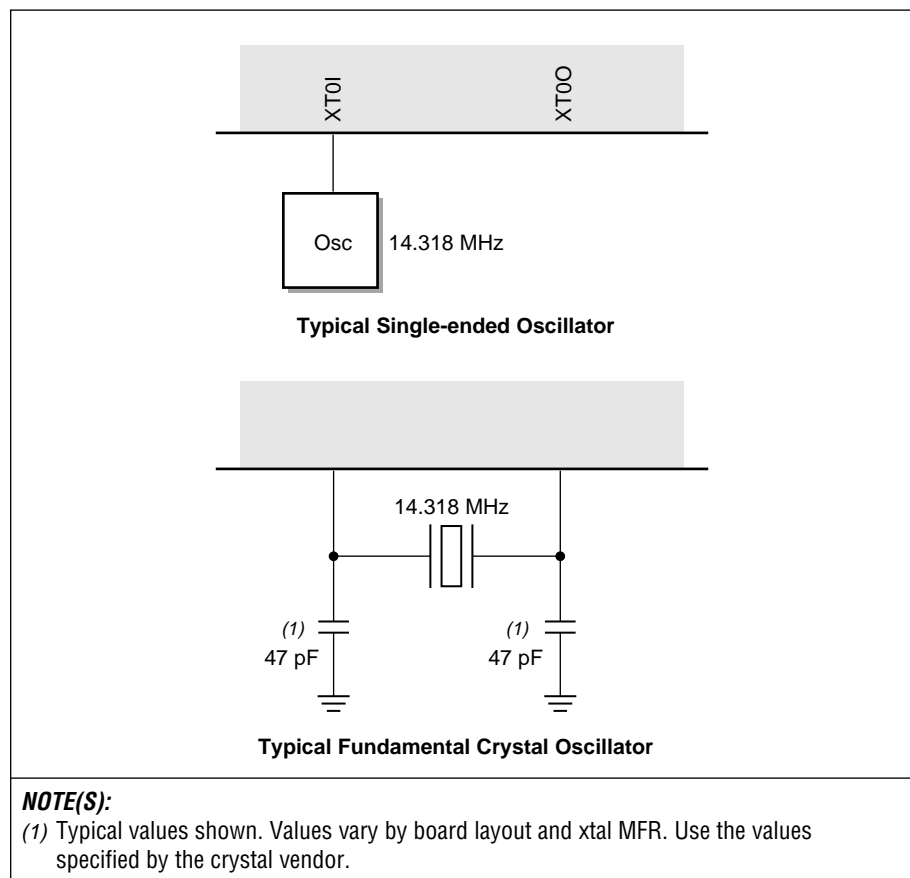 XT0I
XT0O
Osc
14.318 MHz
Typical Single-ended Oscillator
14.318 MHz
(1)
47 pF
(1)
47 pF
Typical Fundamental Crystal Oscillator
NOTE(S):
(1) Typical values shown. Values vary by board layout and xtal MFR. Use the values
specified by the crystal vendor.